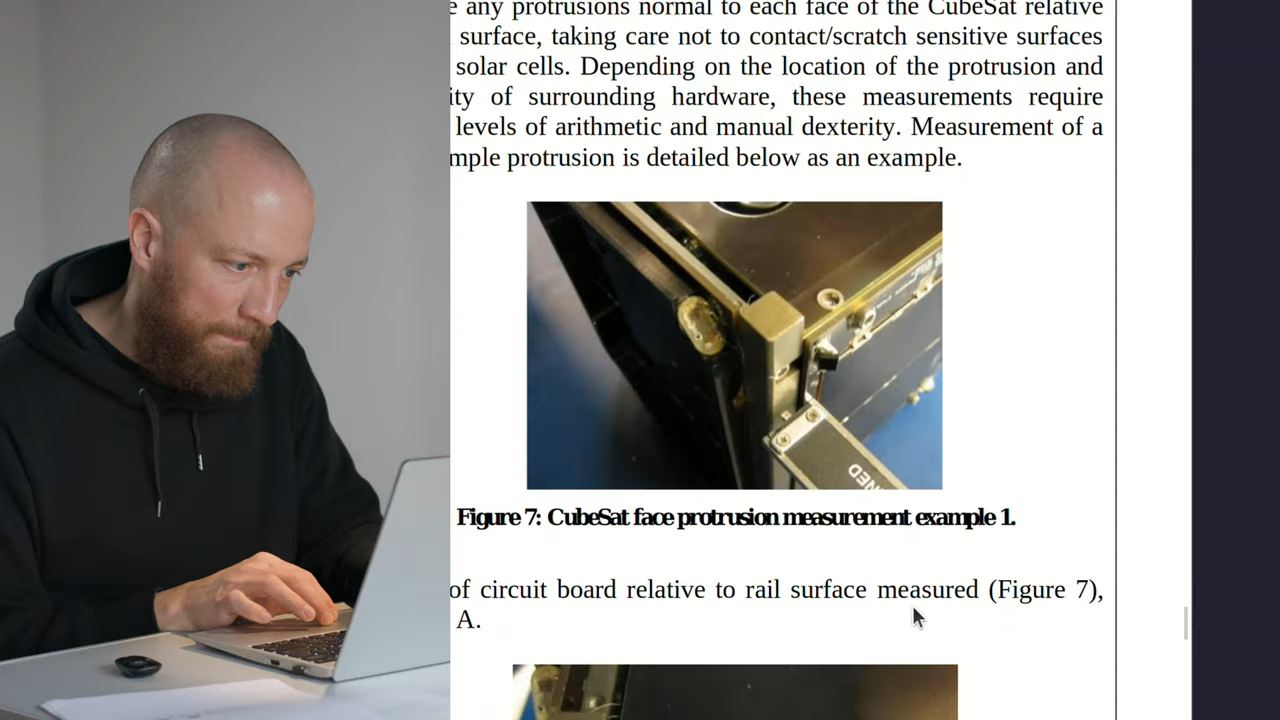 e any protrusions normal to each face of the CubeSat relative
surface, taking care not to contact/scratch sensitive surfaces
solar cells. Depending on the location of the protrusion and
ity of surrounding hardware, these measurements require
levels of arithmetic and manual dexterity. Measurement of a
mple protrusion is detailed below as an example.
NED
Figure 7: CubeSat face protrusion measurement example 1.
of circuit board relative to rail surface measured (Figure 7),
A.